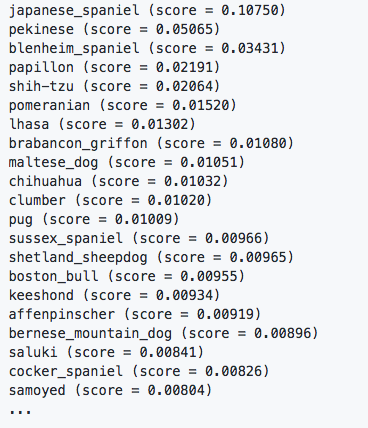 japanese_spaniel (score = 0.10750)
pekinese (score = 0.05065)
blenheim_spaniel (score = 0.03431)
papillon (score = 0.02191)
shih-tzu (score = 0.02064)
pomeranian (score = 0.01520)
lhasa (score = 0.01302)
brabancon_griffon (score = 0.01080)
maltese_dog (score = 0.01051)
chihuahua (score = 0.01032)
clumber (score = 0.01020)
pug (score = 0.01009)
sussex_spaniel (score = 0.00966)
shetland_sheepdog (score = 0.00965)
boston_bull (score = 0.00955)
keeshond (score = 0.00934)
affenpinscher (score = 0.00919)
bernese_mountain_dog (score = 0.00896)
saluki (score = 0.00841)
cocker_spaniel (score = 0.00826)
samoyed (score = 0.00804)
...